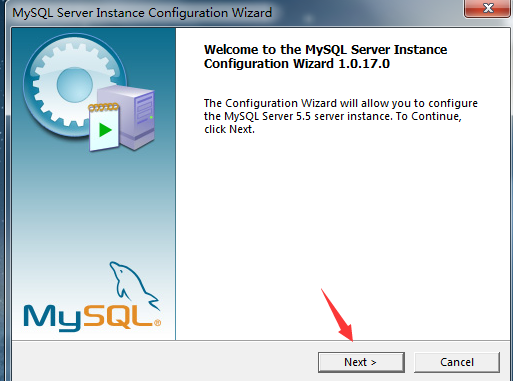 MySQL Server Instance Configuration Wizard
Welcome to the MySQL Server Instance
Configuration Wizard 1.0.17.0
The Configuration Wizard will allow you to configure
the MySQL Server 5.5 server instance. To Continue,
click Next.
MySQL®
Next >
Cancel